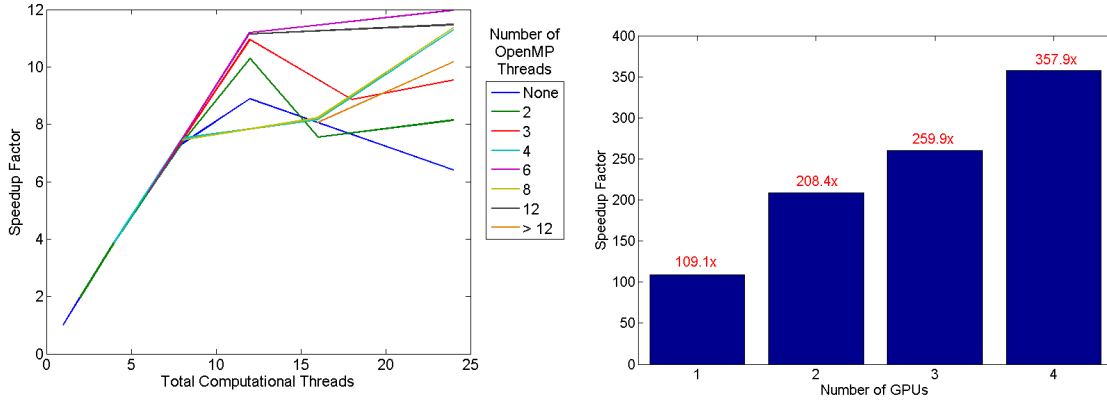 12
10
8
6
4
2
0
Speedup Factor
0
5
10
15
20
25
Total Computational Threads
Number of
OpenMP
Threads
None
2
3
4
6
8
12
> 12
400
350
300
250
200
150
100
50
0
Speedup Factor
109.1x
208.4x
259.9x
357.9x
1
2
3
4
Number of GPUs